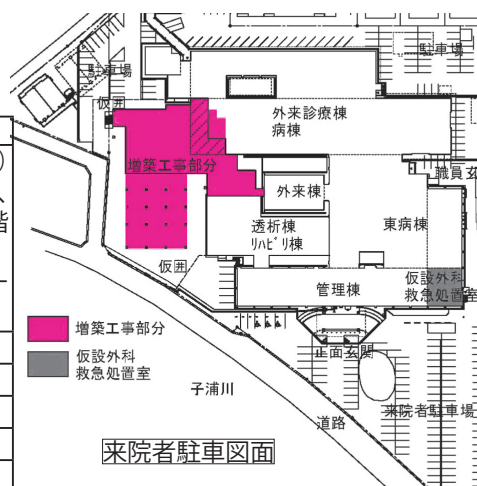 駐車場
駐車場
仮囲
外来診療棟
病棟
増築工事部分
職員玄
外来棟
透析棟
リハビリ棟
東病棟
仮囲
管理棟
仮設外科
救急処置室
増築工事部分
正面玄関
仮設外科
救急処置室
子浦川
来院者駐車場
道路
来院者駐車図面
階